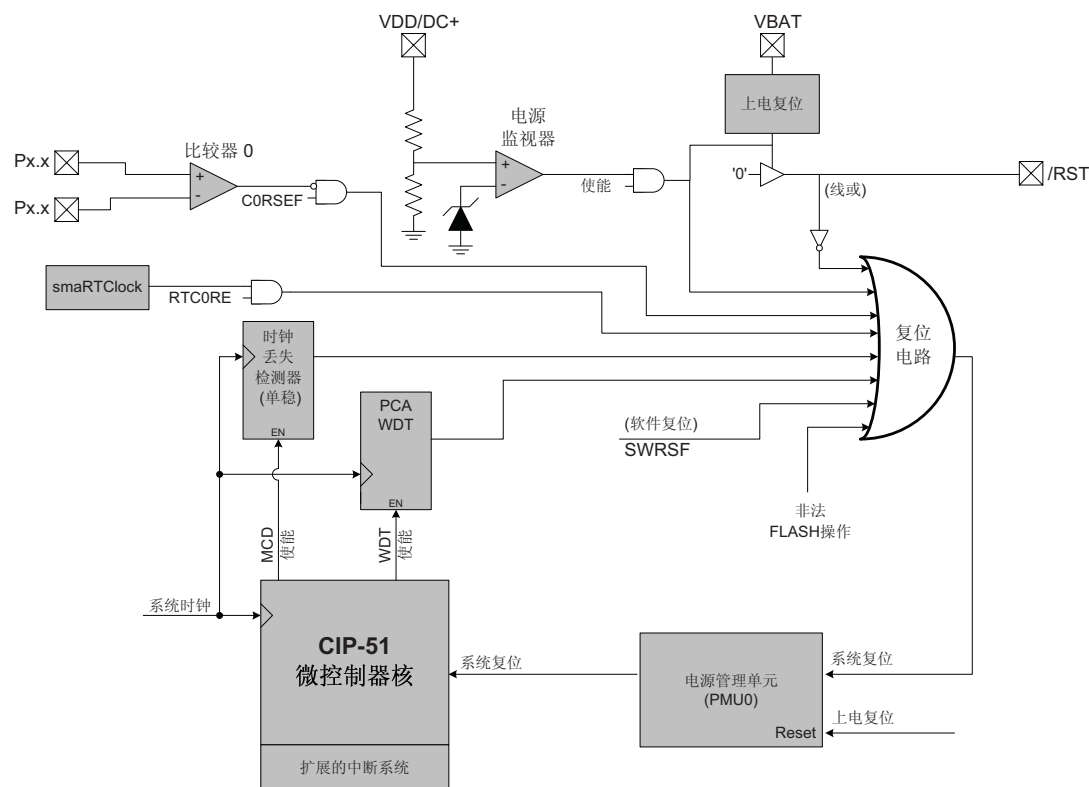 VDD/DC+
VBAT
上电复位
电源
监视器
比较器 0
Px.x
+
-
Px.x
C0RSEF
+
-
使能
'0'
(线或)
/RST
smaRTClock
RTC0RE
时钟
丢失
检测器
(单稳)
EN
PCA
WDT
EN
复位
电路
(软件复位)
SWRSF
非法
FLASH操作
MCD
使能
WDT
使能
系统时钟
CIP-51
微控制器核
扩展的中断系统
系统复位
电源管理单元
(PMU0)
Reset
系统复位
上电复位